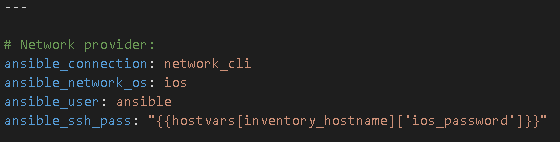 ---
# Network provider:
ansible_connection: network_cli
ansible_network_os: ios
ansible_user: ansible
ansible_ssh_pass: "{{hostvars[inventory_hostname]['ios_password']}}"